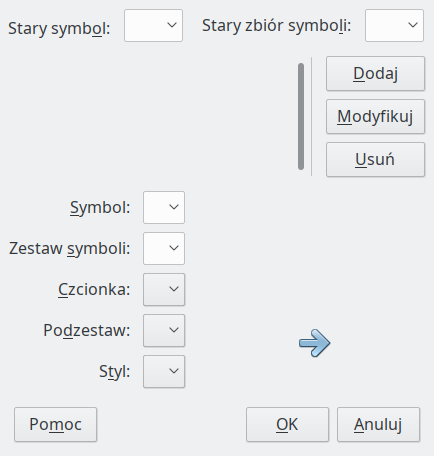 Stary symbol: Stary zbiór symboli:
Dodaj
Modyfikuj
Usuń
Symbol:
Zestaw symboli:
Czcionka:
Podzestaw:
Styl:
Pomoc OK Anuluj